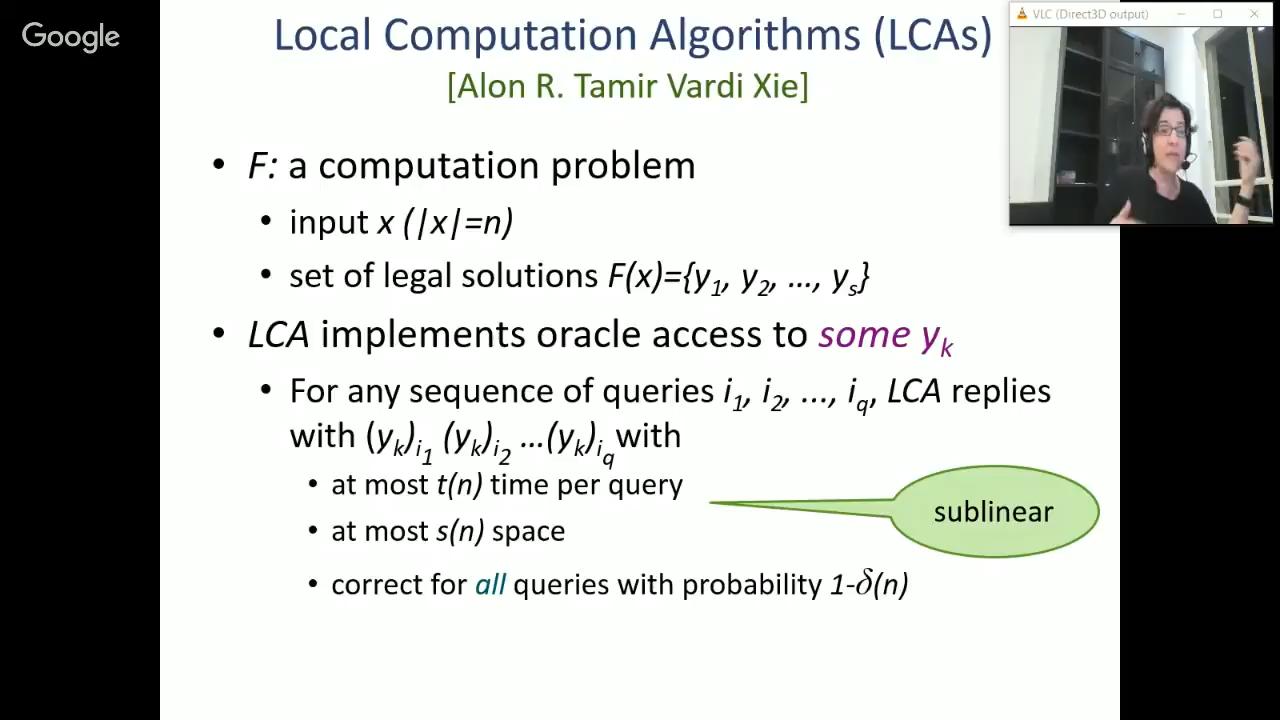 Google
Local Computation Algorithms (LCAs)
[Alon R. Tamir Vardi Xie]
VLC (Direct3D output)
• F: a computation problem
• input x (|x|=n)
• set of legal solutions F(x)={y₁, y₂, ..., yₛ}
• LCA implements oracle access to some yₖ
• For any sequence of queries i₁, i₂, ..., i_q, LCA replies
with (yₖ)_{i₁} (yₖ)_{i₂} ...(yₖ)_{i_q} with
• at most t(n) time per query
sublinear
• at most s(n) space
• correct for all queries with probability 1-δ(n)